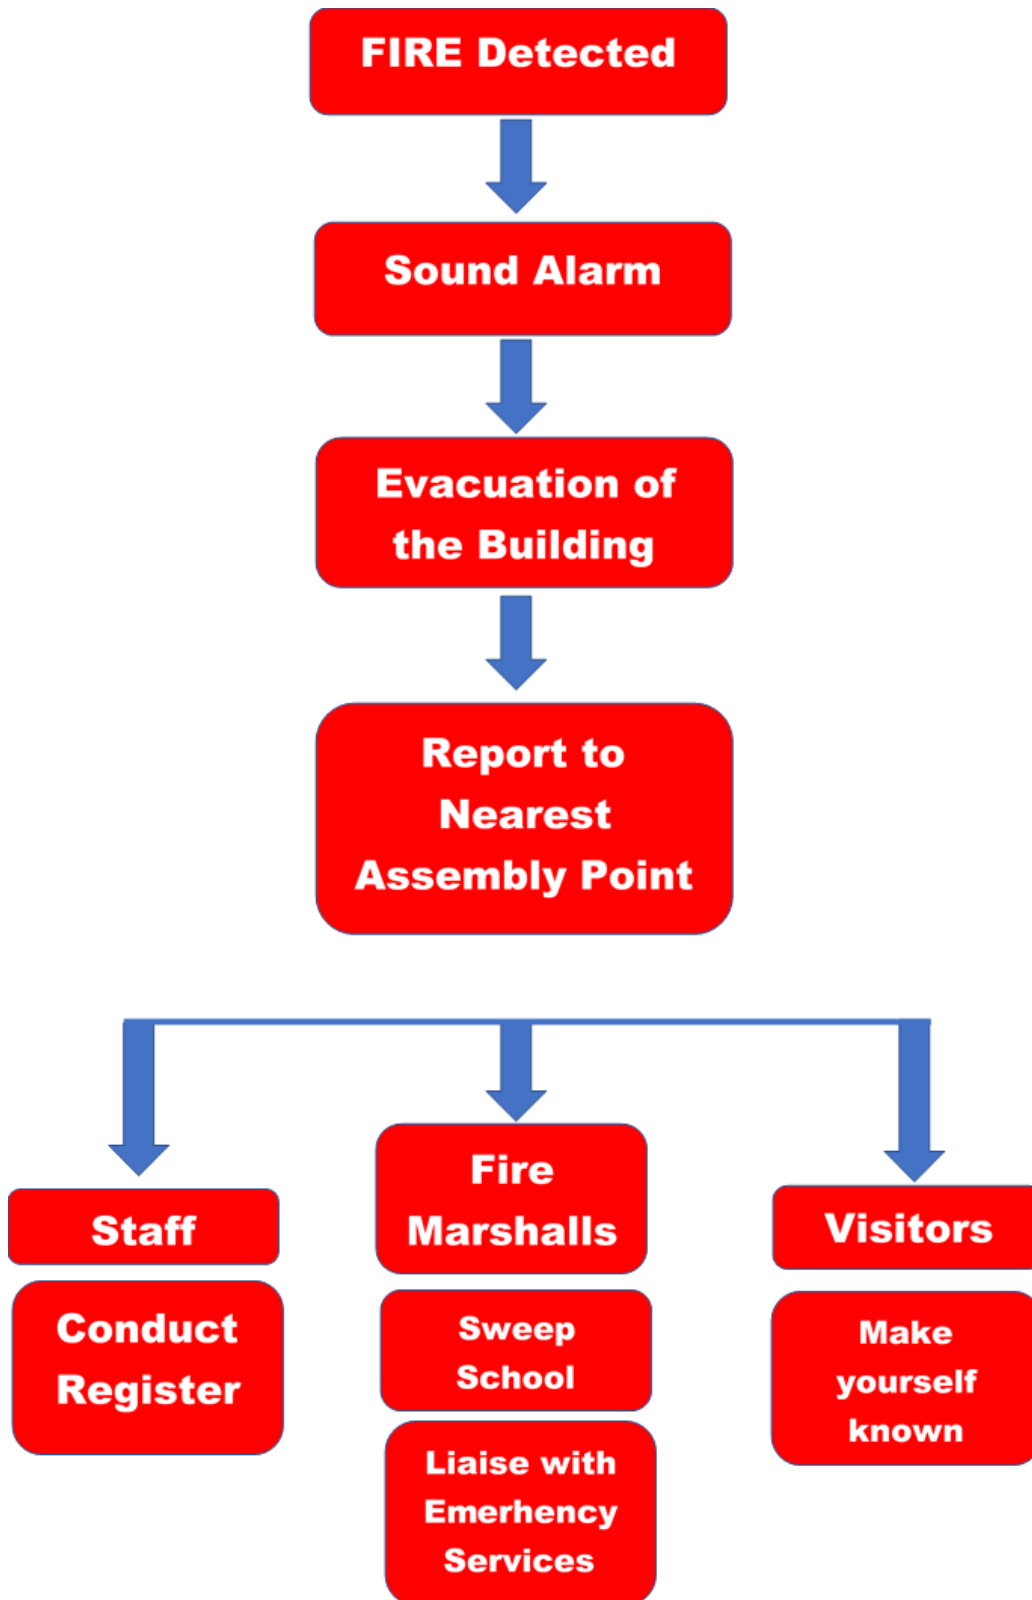 FIRE Detected
Sound Alarm
Evacuation of
the Building
Report to
Nearest
Assembly Point
Staff
Conduct
Register
Fire
Marshalls
Sweep
School
Liaise with
Emerhency
Services
Visitors
Make
yourself
known